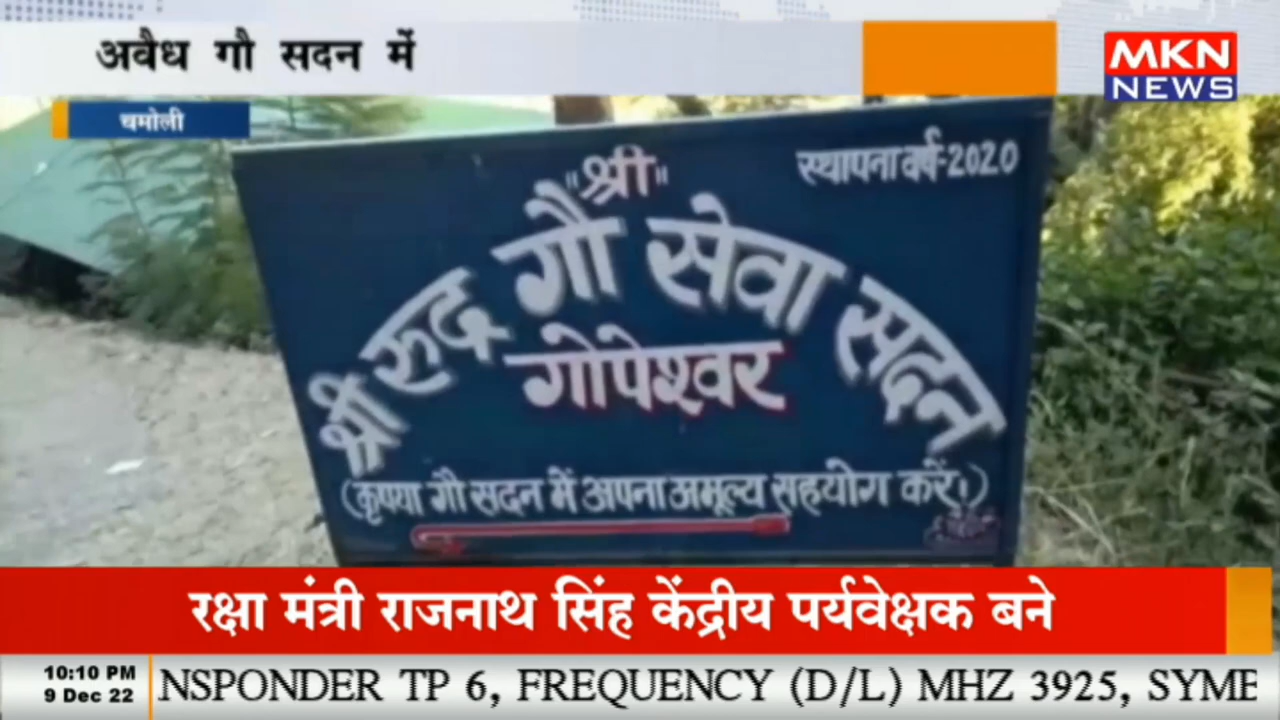 अवैध गौ सदन में
MKN
NEWS
चमोली
स्थापना वर्ष-2020
"श्री"
श्री रुद्र गौ सेवा सदन
गोपेश्वर
(कृपया गौ सदन में अपना अमूल्य सहयोग करें।)
रक्षा मंत्री राजनाथ सिंह केंद्रीय पर्यवेक्षक बने
10:10 PM
9 Dec 22
NSPONDER TP 6, FREQUENCY (D/L) MHZ 3925, SYMB